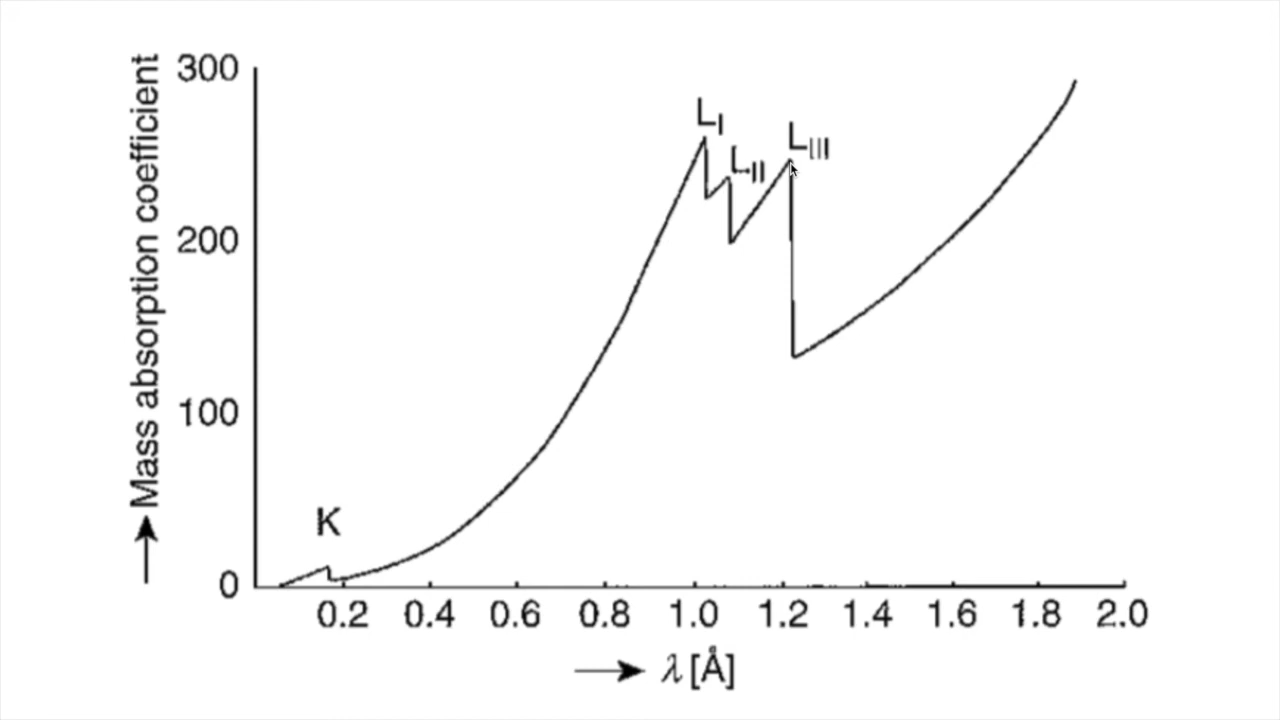 Mass absorption coefficient
300
200
100
0
K
L_I
L_II
L_III
0.2 0.4 0.6 0.8 1.0 1.2 1.4 1.6 1.8 2.0
λ [Å]